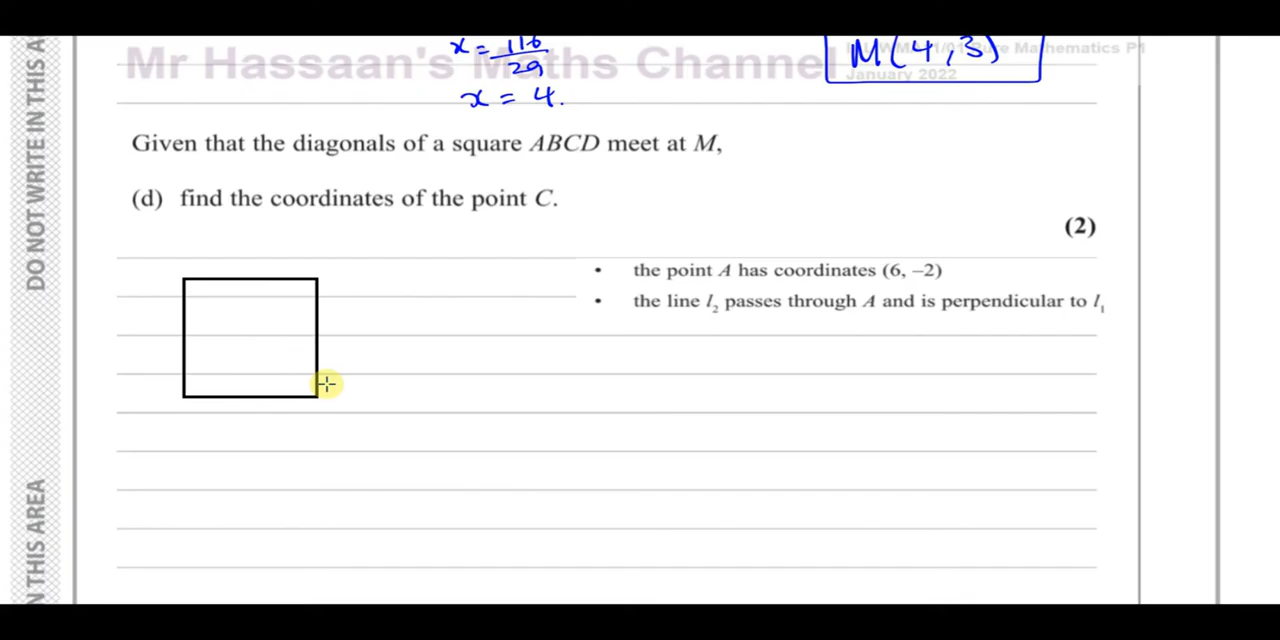 x = 116
29
x = 4.
M(4,3)
Mr Hassaan's Maths Channel
Mathematics P1
January 2022
Given that the diagonals of a square ABCD meet at M,
(d) find the coordinates of the point C.
(2)
• the point A has coordinates (6, –2)
• the line l₂ passes through A and is perpendicular to l₁
DO NOT WRITE IN THIS A
N THIS AREA